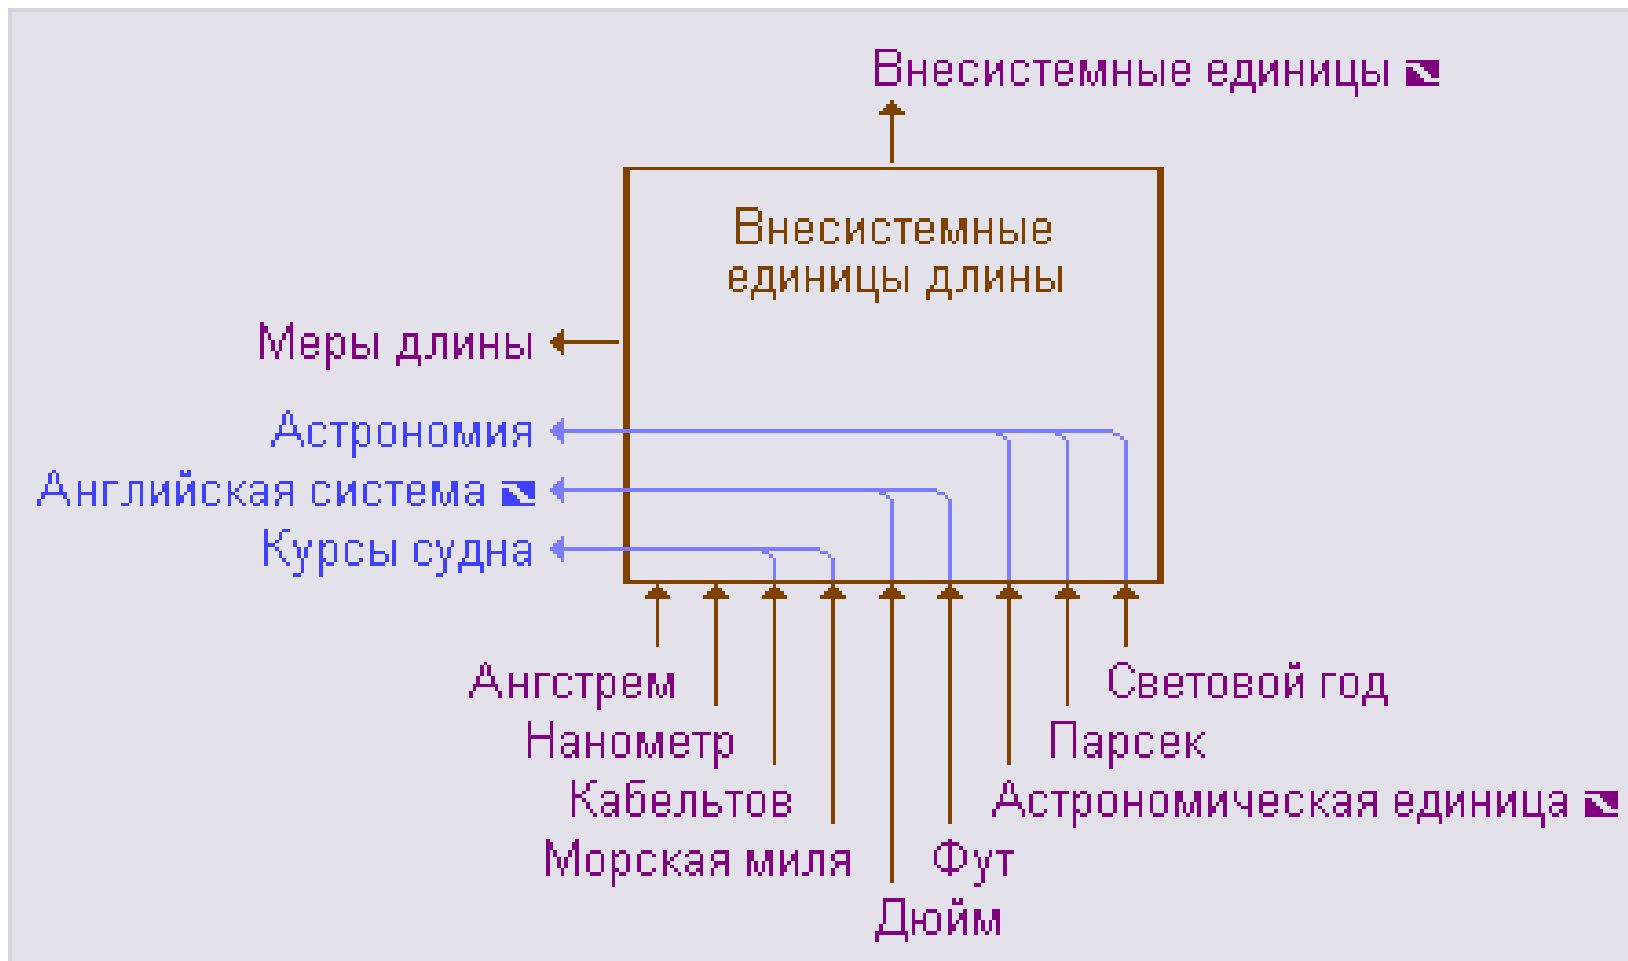 Внесистемные единицы
Внесистемные
единицы длины
Меры длины
Астрономия
Английская система
Курсы судна
Ангстрем
Световой год
Нанометр
Парсек
Кабельтов
Астрономическая единица
Морская миля
Фут
Дюйм